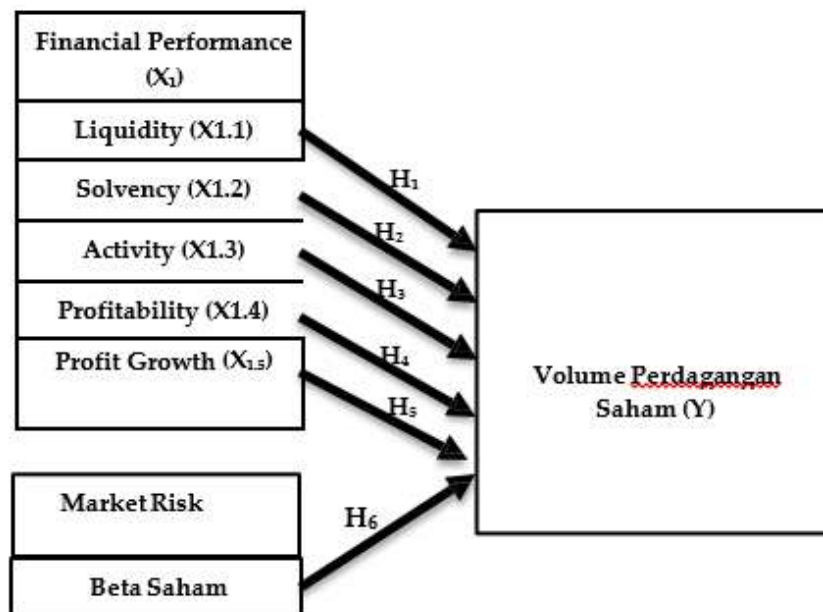 Financial Performance
(X₁)
Liquidity (X1.1)
Solvency (X1.2)
Activity (X1.3)
Profitability (X1.4)
Profit Growth (X₁.₅)
Market Risk
Beta Saham
H₁
H₂
H₃
H₄
H₅
H₆
Volume Perdagangan
Saham (Y)